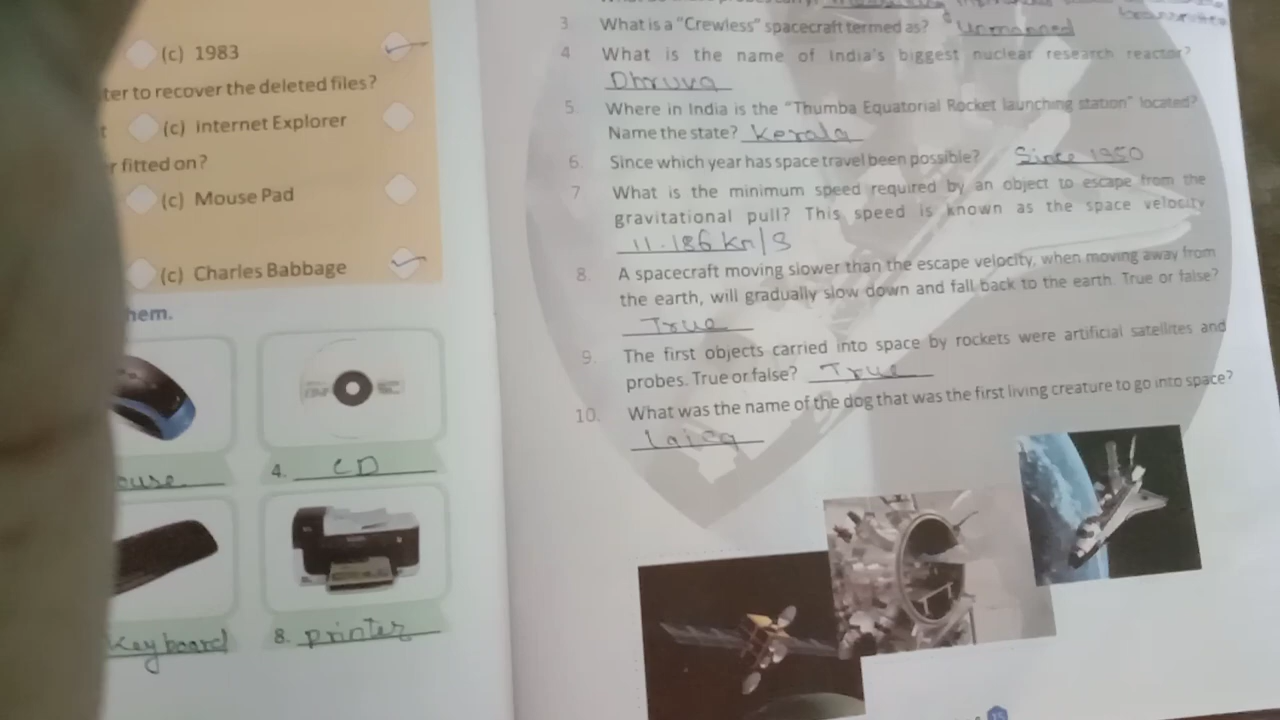 (c) 1983
ter to recover the deleted files?
(c) internet Explorer
r fitted on?
(c) Mouse Pad
(c) Charles Babbage
hem.
ouse
4. CD
Keyboard
8. printer
3 What is a "Crewless" spacecraft termed as? Unmanned
4 What is the name of India's biggest nuclear research reactor?
Dhruva
5. Where in India is the "Thumba Equatorial Rocket launching station" located?
Name the state? Kerala
6. Since which year has space travel been possible? Since 1950
7 What is the minimum speed required by an object to escape from the
gravitational pull? This speed is known as the space velocity
11.186 km/s
8. A spacecraft moving slower than the escape velocity, when moving away from
the earth, will gradually slow down and fall back to the earth. True or false?
True
9. The first objects carried into space by rockets were artificial satellites and
probes. True or false? True
10. What was the name of the dog that was the first living creature to go into space?
laica
15